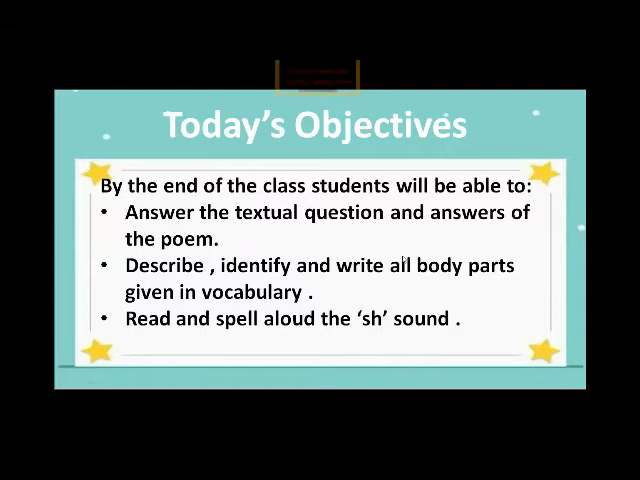 Today's Objectives
By the end of the class students will be able to:
• Answer the textual question and answers of
the poem.
• Describe , identify and write all body parts
given in vocabulary .
• Read and spell aloud the 'sh' sound .